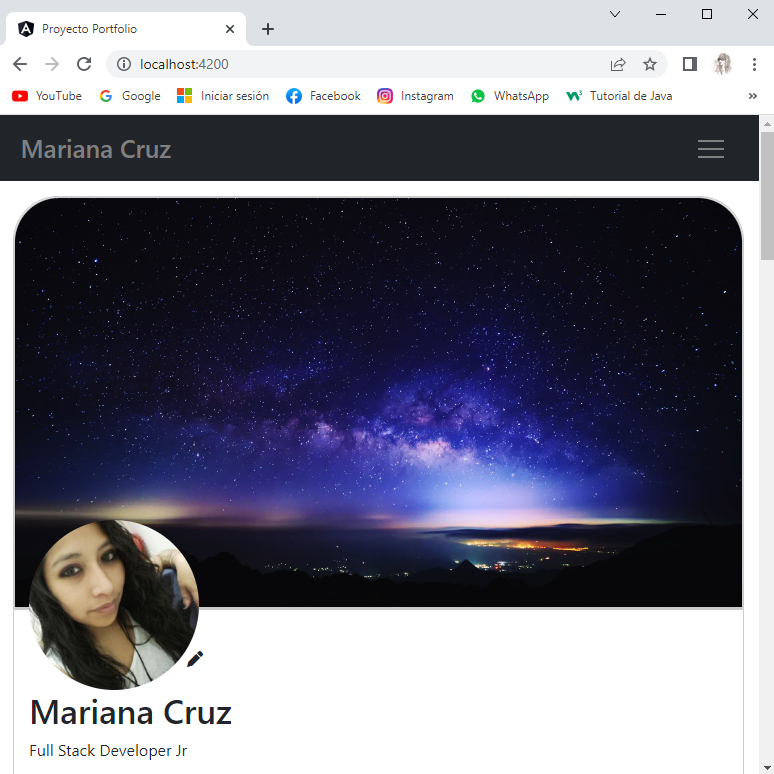 Proyecto Portfolio
localhost:4200
YouTube Google Iniciar sesión Facebook Instagram WhatsApp Tutorial de Java »
Mariana Cruz
Mariana Cruz
Full Stack Developer Jr